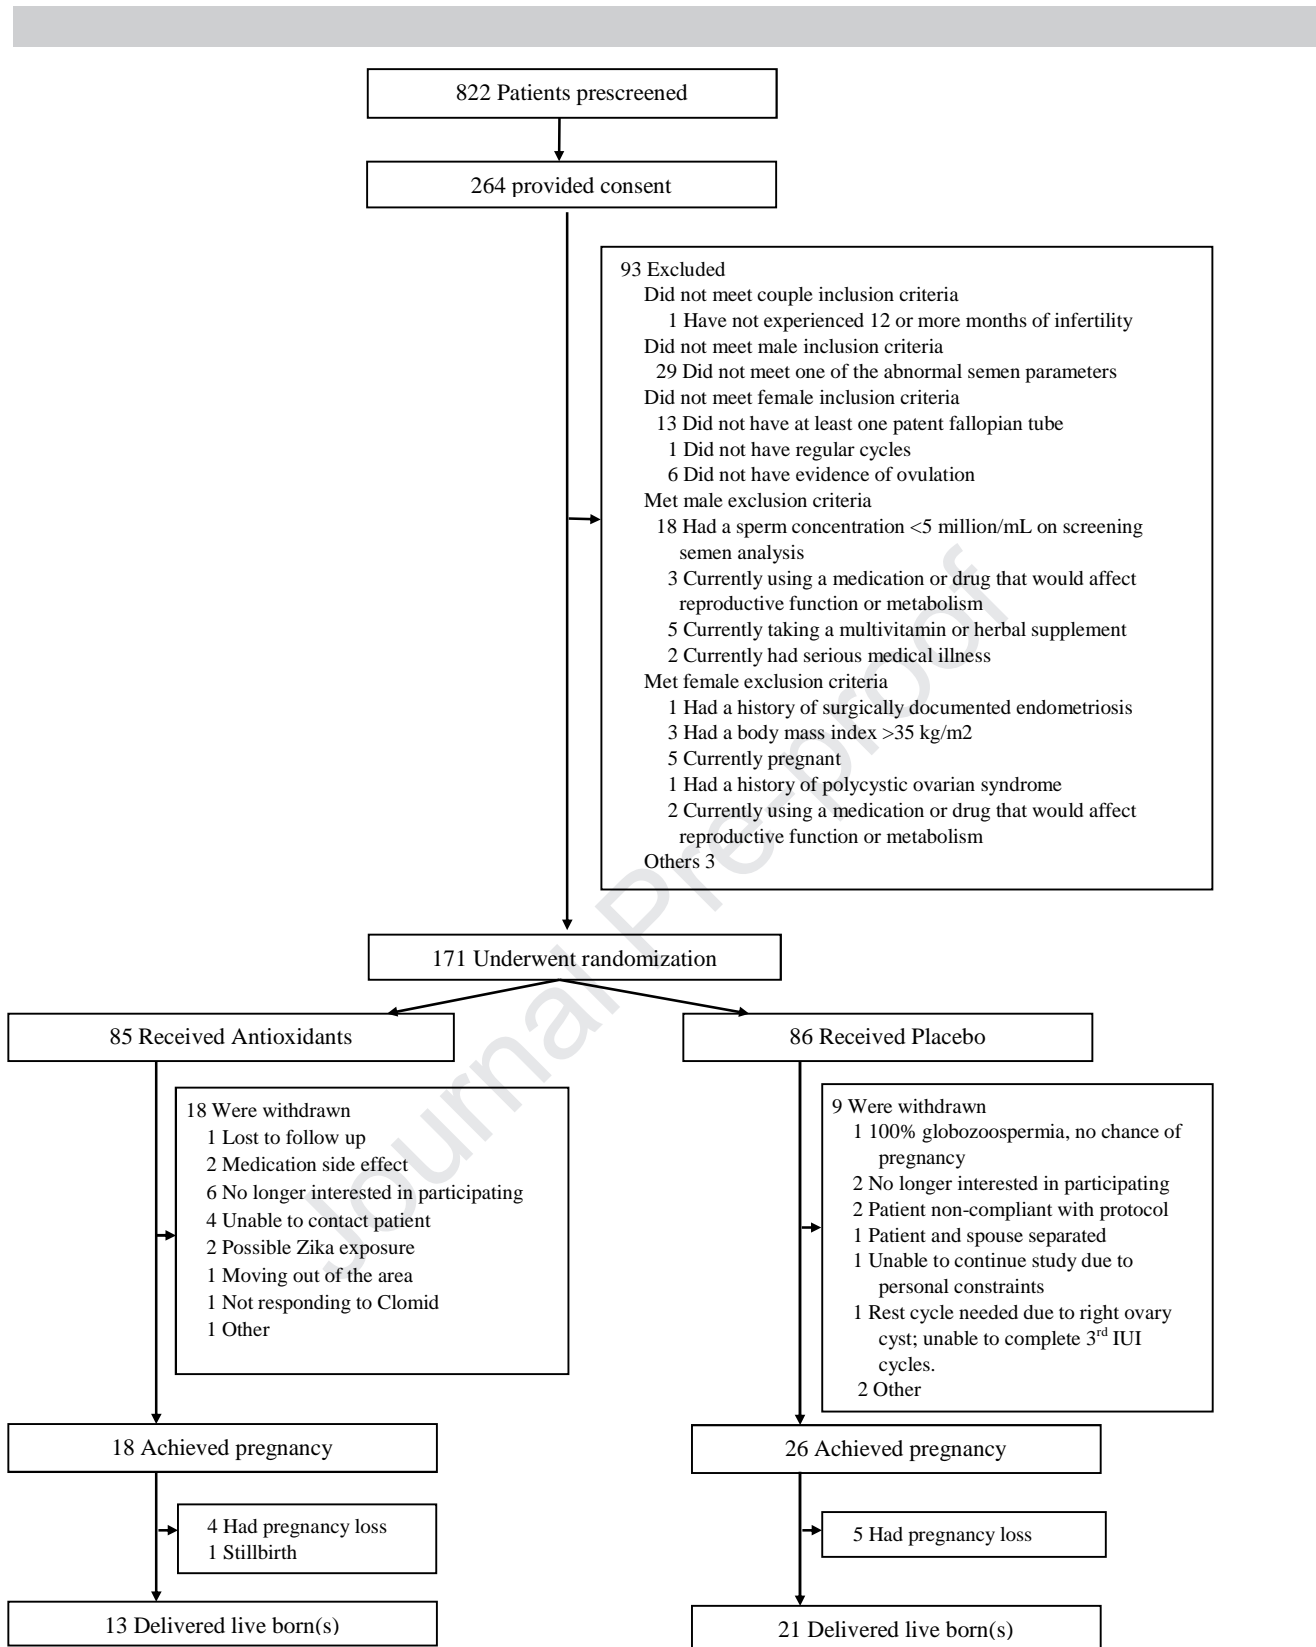 822 Patients prescreened
264 provided consent
93 Excluded
Did not meet couple inclusion criteria
1 Have not experienced 12 or more months of infertility
Did not meet male inclusion criteria
29 Did not meet one of the abnormal semen parameters
Did not meet female inclusion criteria
13 Did not have at least one patent fallopian tube
1 Did not have regular cycles
6 Did not have evidence of ovulation
Met male exclusion criteria
18 Had a sperm concentration <5 million/mL on screening
semen analysis
3 Currently using a medication or drug that would affect
reproductive function or metabolism
5 Currently taking a multivitamin or herbal supplement
2 Currently had serious medical illness
Met female exclusion criteria
1 Had a history of surgically documented endometriosis
3 Had a body mass index >35 kg/m2
5 Currently pregnant
1 Had a history of polycystic ovarian syndrome
2 Currently using a medication or drug that would affect
reproductive function or metabolism
Others 3
171 Underwent randomization
85 Received Antioxidants
18 Were withdrawn
1 Lost to follow up
2 Medication side effect
6 No longer interested in participating
4 Unable to contact patient
2 Possible Zika exposure
1 Moving out of the area
1 Not responding to Clomid
1 Other
18 Achieved pregnancy
4 Had pregnancy loss
1 Stillbirth
13 Delivered live born(s)
86 Received Placebo
9 Were withdrawn
1 100% globozoospermia, no chance of
pregnancy
2 No longer interested in participating
2 Patient non-compliant with protocol
1 Patient and spouse separated
1 Unable to continue study due to
personal constraints
1 Rest cycle needed due to right ovary
cyst; unable to complete 3rd IUI
cycles.
2 Other
26 Achieved pregnancy
5 Had pregnancy loss
21 Delivered live born(s)
Journal Pre-proof